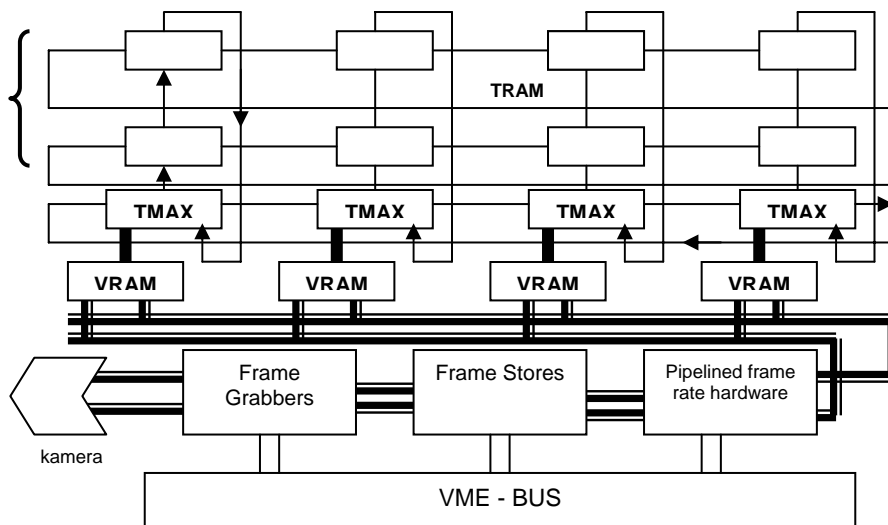 TRAM
TMAX TMAX TMAX TMAX
VRAM VRAM VRAM VRAM
Frame
Grabbers
Frame Stores
Pipelined frame
rate hardware
kamera
VME - BUS